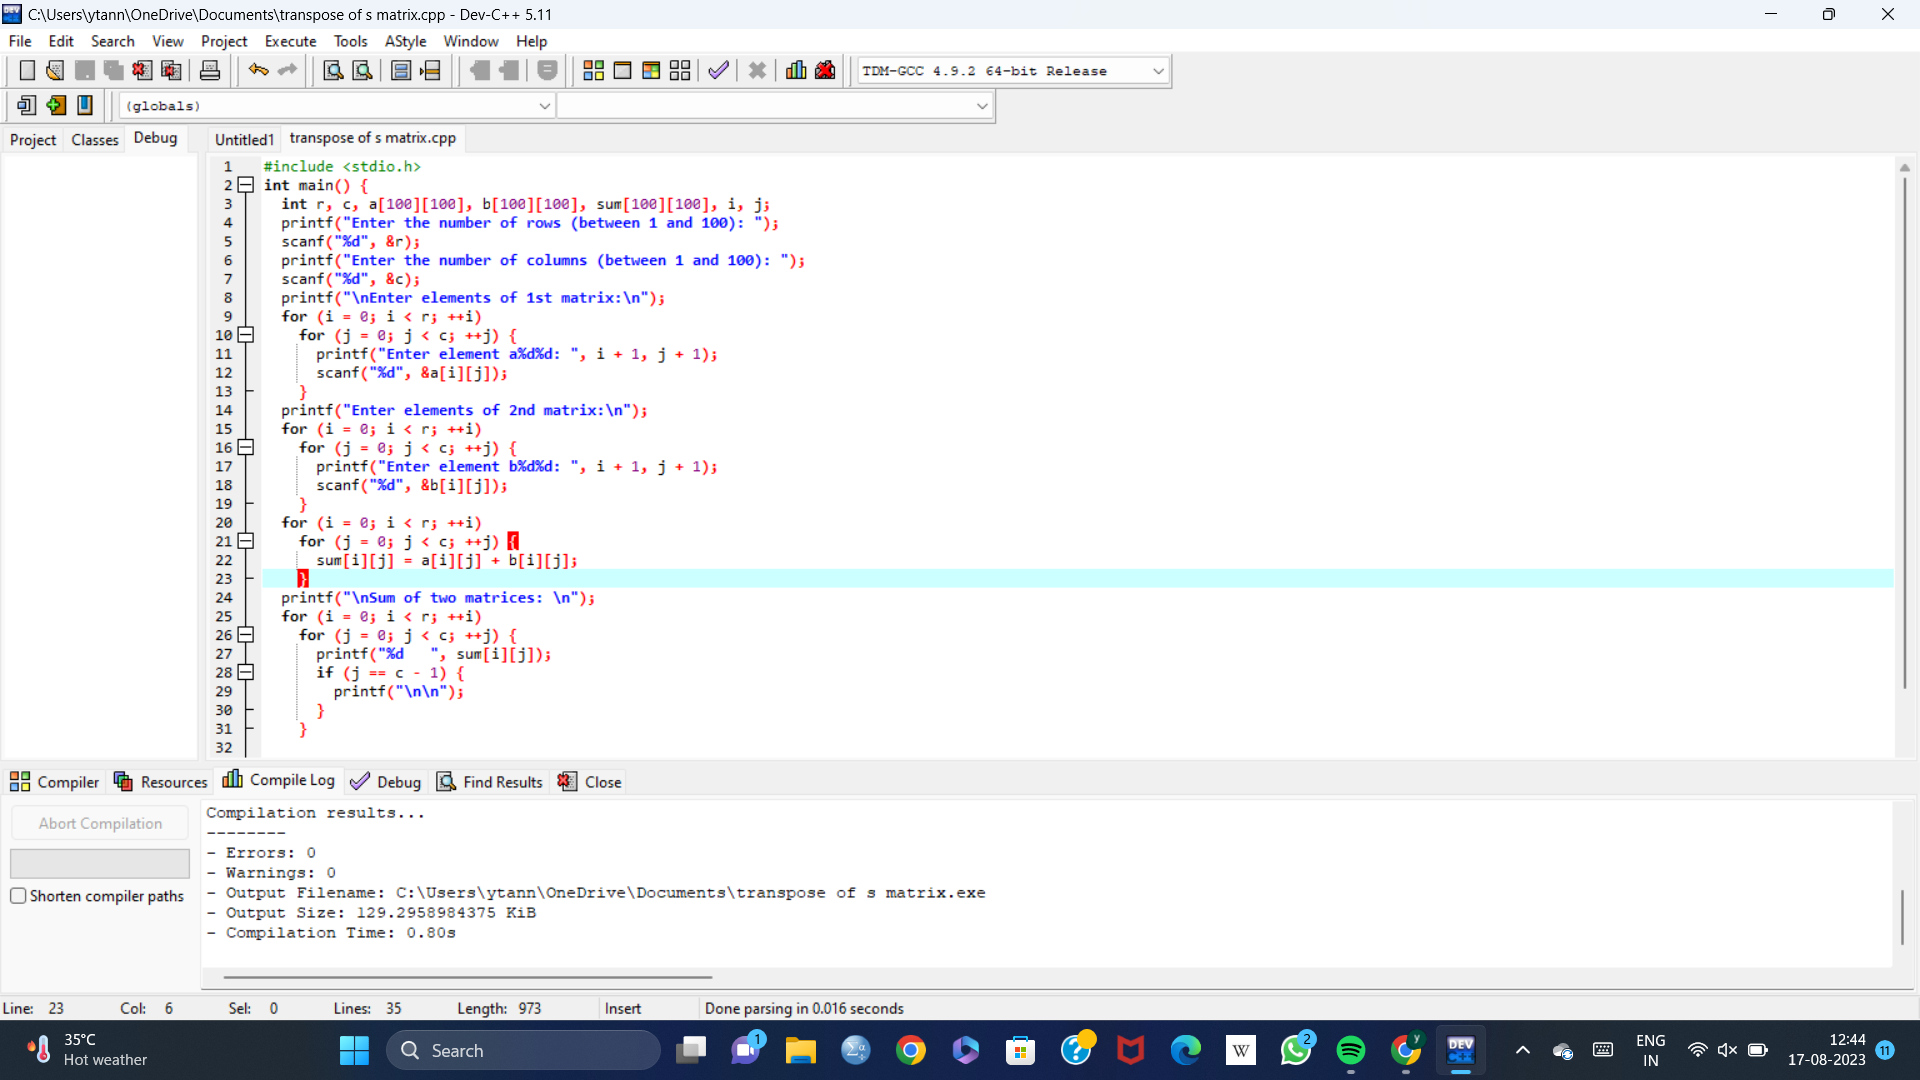 C:\Users\ytann\OneDrive\Documents\transpose of s matrix.cpp - Dev-C++ 5.11
File Edit Search View Project Execute Tools AStyle Window Help
TDM-GCC 4.9.2 64-bit Release
(globals)
Project Classes Debug Untitled1 transpose of s matrix.cpp
1 #include <stdio.h>
2 int main() {
3 int r, c, a[100][100], b[100][100], sum[100][100], i, j;
4 printf("Enter the number of rows (between 1 and 100): ");
5 scanf("%d", &r);
6 printf("Enter the number of columns (between 1 and 100): ");
7 scanf("%d", &c);
8 printf("\nEnter elements of 1st matrix:\n");
9 for (i = 0; i < r; ++i)
10 for (j = 0; j < c; ++j) {
11 printf("Enter element a%d%d: ", i + 1, j + 1);
12 scanf("%d", &a[i][j]);
13 }
14 printf("Enter elements of 2nd matrix:\n");
15 for (i = 0; i < r; ++i)
16 for (j = 0; j < c; ++j) {
17 printf("Enter element b%d%d: ", i + 1, j + 1);
18 scanf("%d", &b[i][j]);
19 }
20 for (i = 0; i < r; ++i)
21 for (j = 0; j < c; ++j) {
22 sum[i][j] = a[i][j] + b[i][j];
23 }
24 printf("\nSum of two matrices: \n");
25 for (i = 0; i < r; ++i)
26 for (j = 0; j < c; ++j) {
27 printf("%d   ", sum[i][j]);
28 if (j == c - 1) {
29 printf("\n\n");
30 }
31 }
32
Compiler Resources Compile Log Debug Find Results Close
Abort Compilation
Shorten compiler paths
Compilation results...
--------
- Errors: 0
- Warnings: 0
- Output Filename: C:\Users\ytann\OneDrive\Documents\transpose of s matrix.exe
- Output Size: 129.2958984375 KiB
- Compilation Time: 0.80s
Line: 23 Col: 6 Sel: 0 Lines: 35 Length: 973 Insert Done parsing in 0.016 seconds
35°C
Hot weather
Search
1
W
2
y
DEV
C++
ENG
IN
12:44
17-08-2023
11